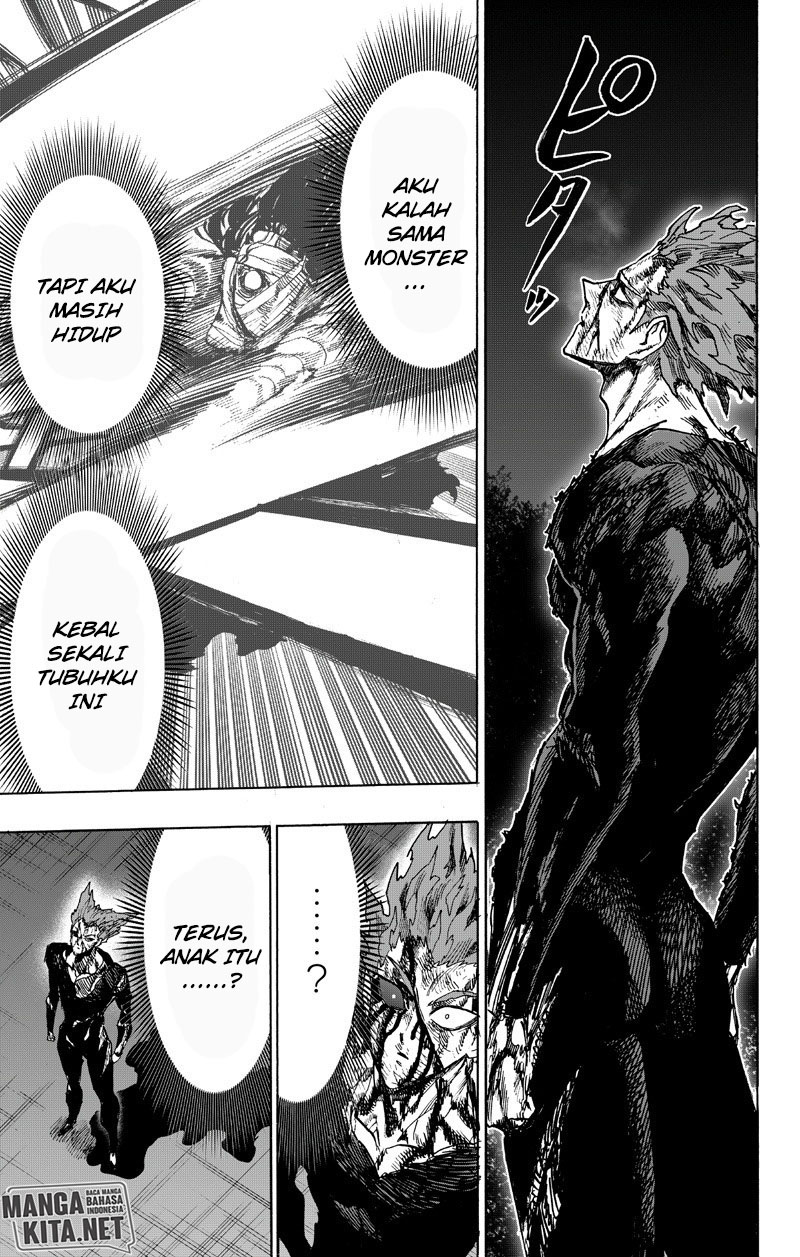 ピタッ
AKU
KALAH
SAMA
MONSTER
...
TAPI AKU
MASIH
HIDUP
KEBAL
SEKALI
TUBUHKU
INI
.......?
TERUS,
ANAK ITU
......?
MANGA
KITA.NET
BACA MANGA
BAHASA
INDONESIA